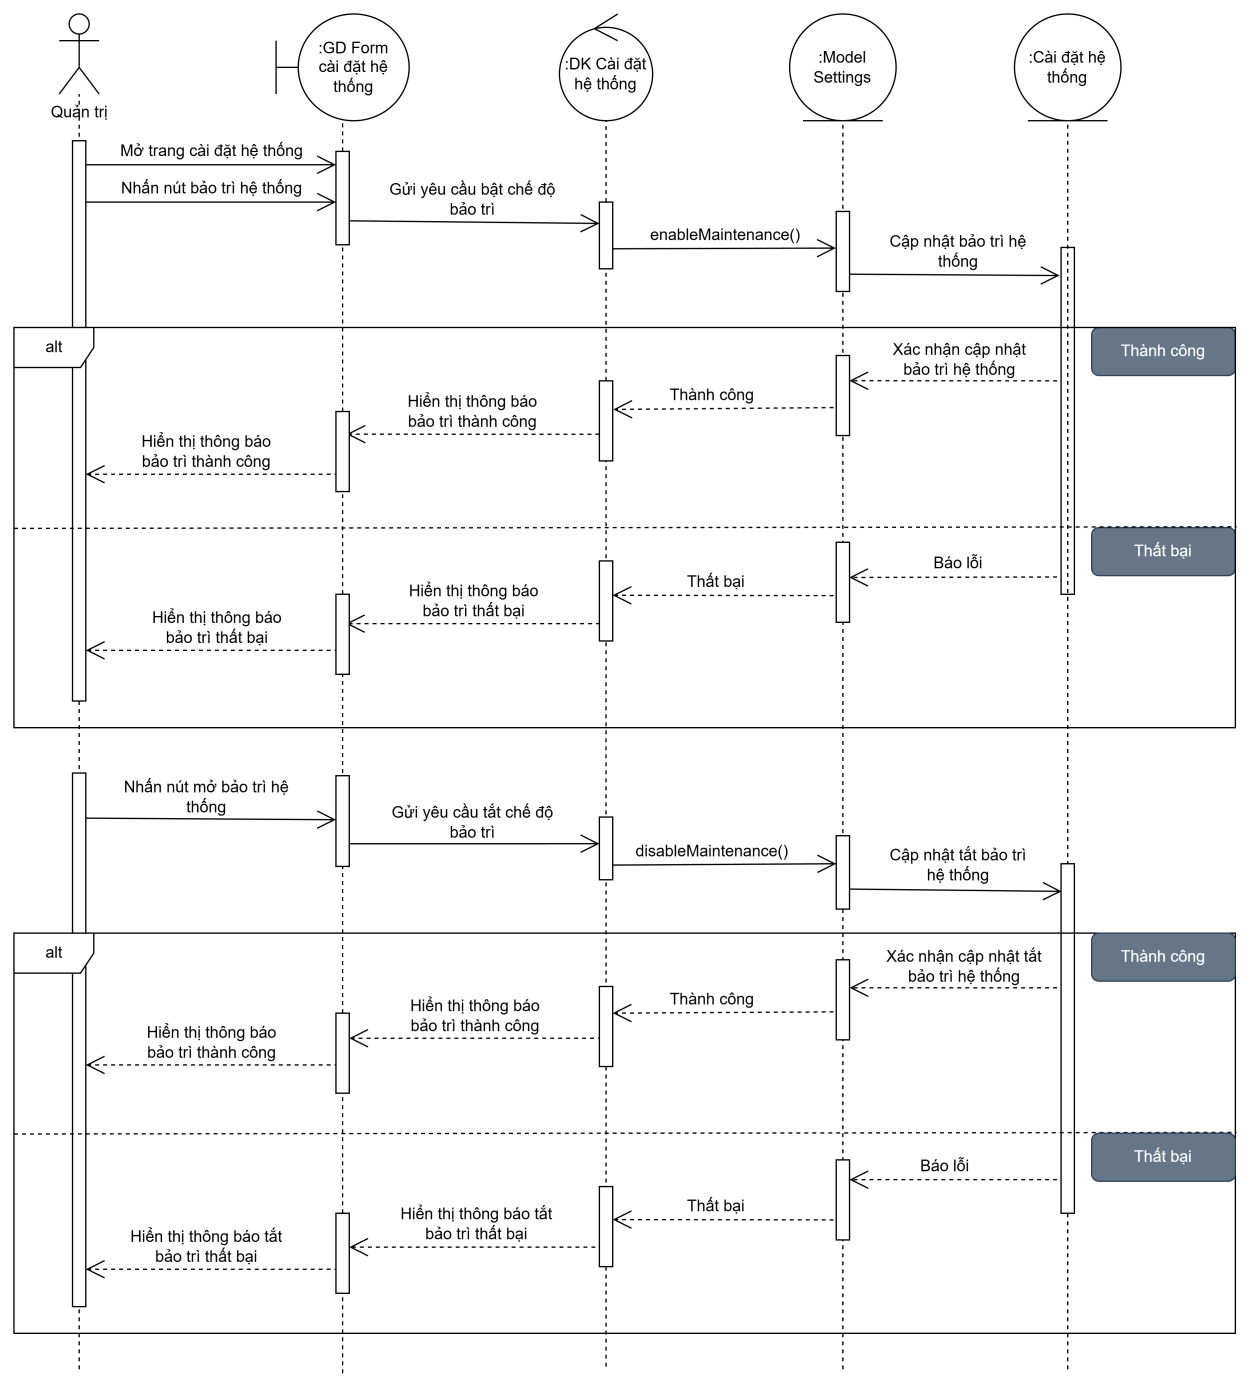 Quản trị
:GD Form
cài đặt hệ
thống
:DK Cài đặt
hệ thống
:Model
Settings
:Cài đặt hệ
thống
Mở trang cài đặt hệ thống
Nhấn nút bảo trì hệ thống
Gửi yêu cầu bật chế độ
bảo trì
enableMaintenance()
Cập nhật bảo trì hệ
thống
alt
Thành công
Xác nhận cập nhật
bảo trì hệ thống
Thành công
Hiển thị thông báo
bảo trì thành công
Hiển thị thông báo
bảo trì thành công
Thất bại
Báo lỗi
Thất bại
Hiển thị thông báo
bảo trì thất bại
Hiển thị thông báo
bảo trì thất bại
Nhấn nút mở bảo trì hệ
thống
Gửi yêu cầu tắt chế độ
bảo trì
disableMaintenance()
Cập nhật tắt bảo trì
hệ thống
alt
Thành công
Xác nhận cập nhật tắt
bảo trì hệ thống
Thành công
Hiển thị thông báo
bảo trì thành công
Hiển thị thông báo
bảo trì thành công
Thất bại
Báo lỗi
Thất bại
Hiển thị thông báo tắt
bảo trì thất bại
Hiển thị thông báo tắt
bảo trì thất bại